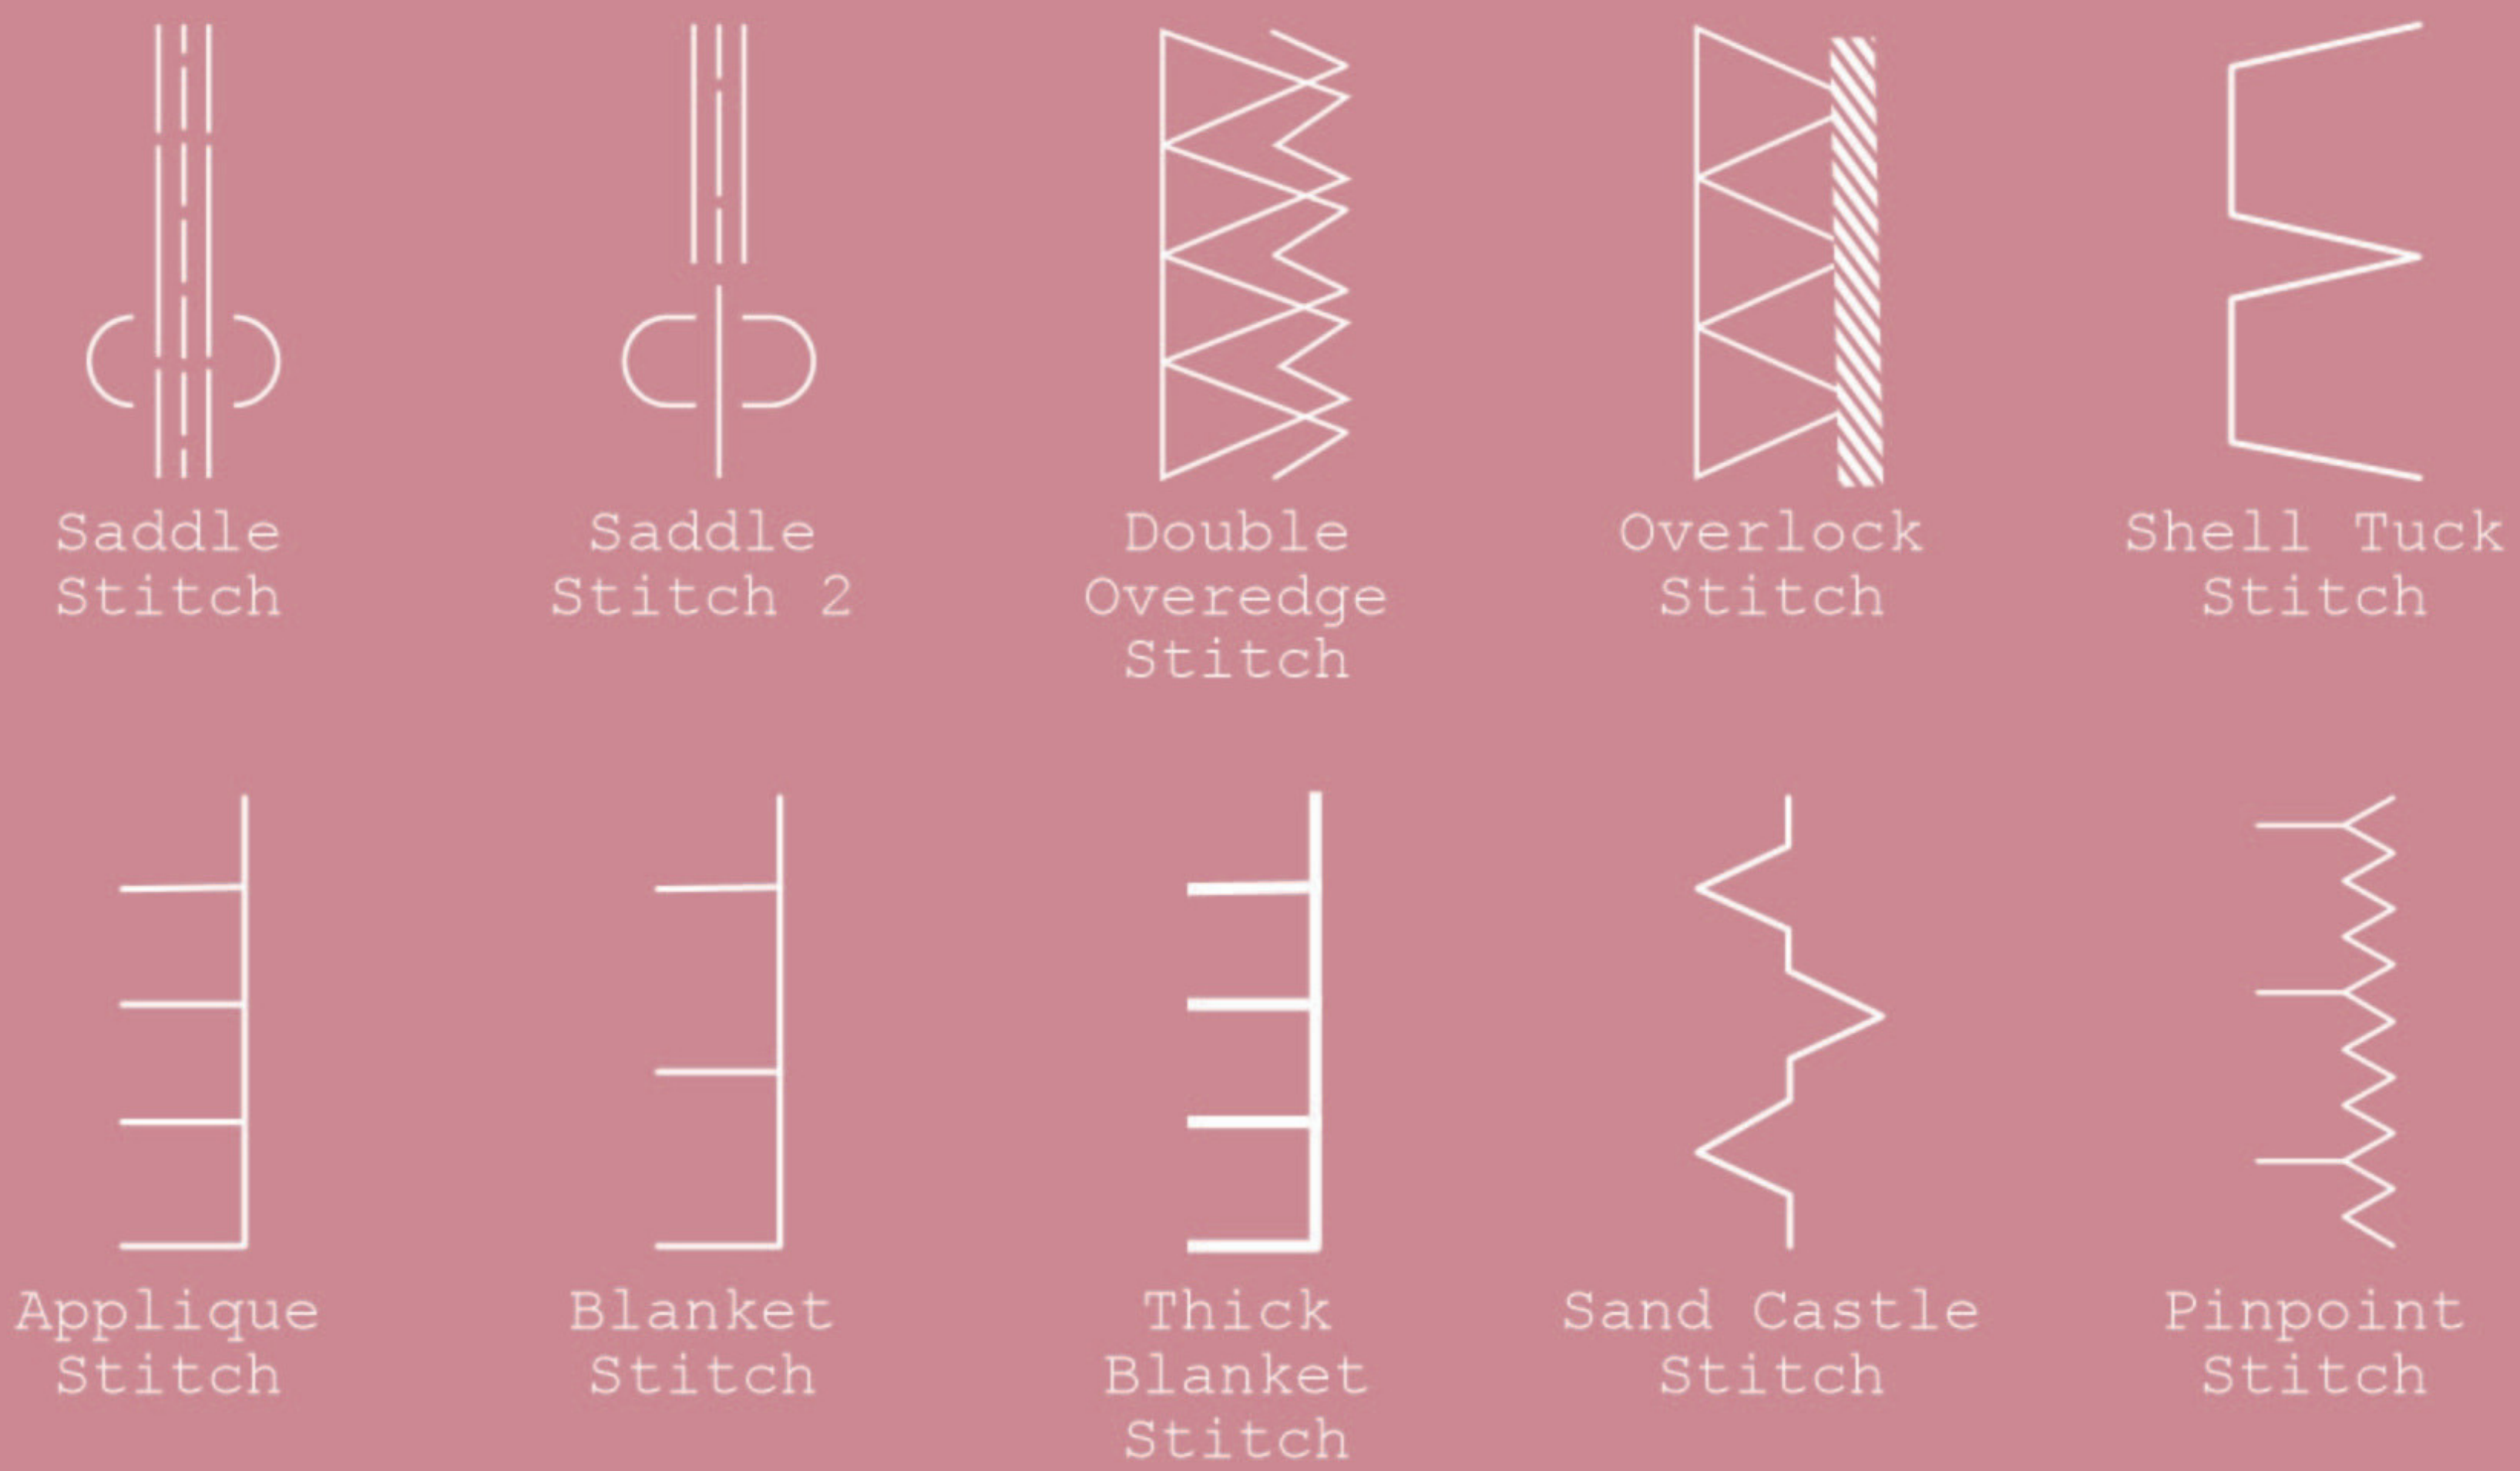 Saddle
Stitch
Saddle
Stitch 2
Double
Overedge
Stitch
Overlock
Stitch
Shell Tuck
Stitch
Applique
Stitch
Blanket
Stitch
Thick
Blanket
Stitch
Sand Castle
Stitch
Pinpoint
Stitch